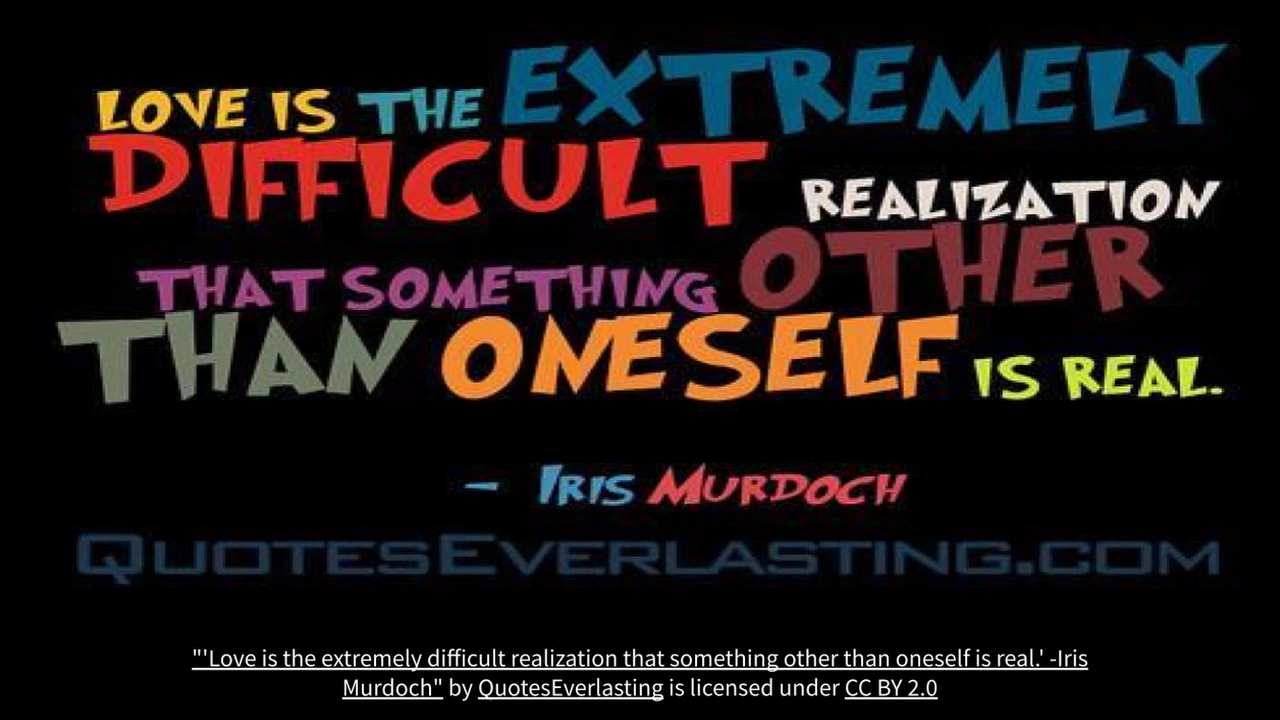 LOVE IS THE EXTREMELY
DIFFICULT REALIZATION
THAT SOMETHING OTHER
THAN ONESELF IS REAL.
- IRIS MURDOCH
QUOTESEVERLASTING.COM
"'Love is the extremely difficult realization that something other than oneself is real.' -Iris
Murdoch" by QuotesEverlasting is licensed under CC BY 2.0